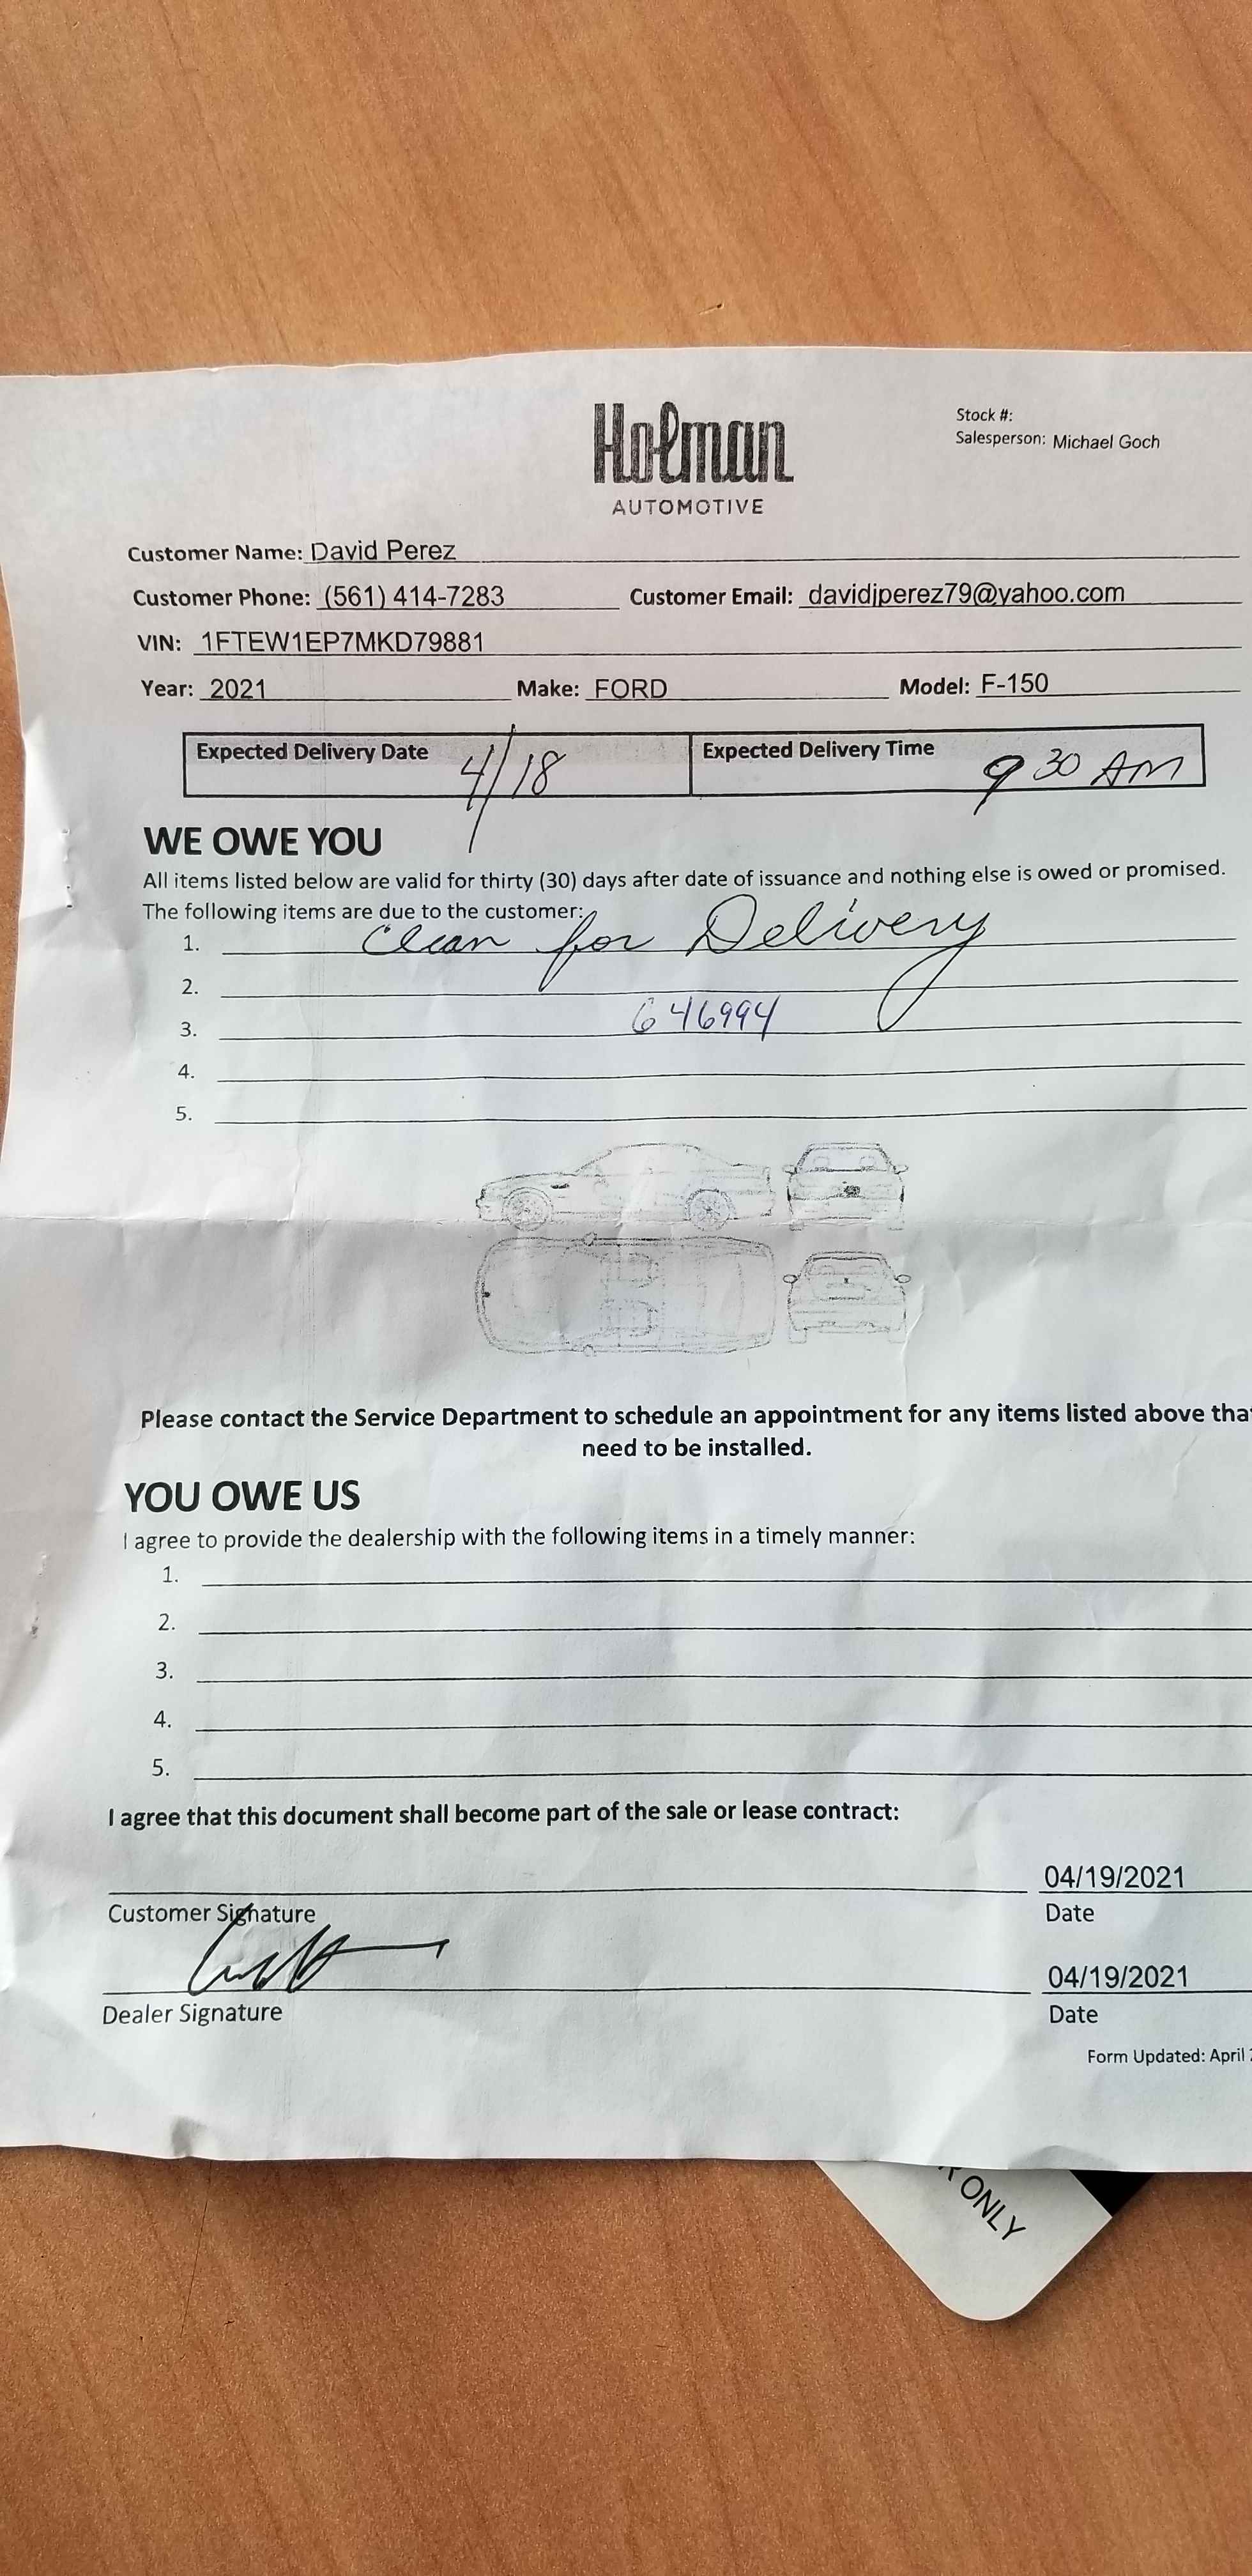 Holman
AUTOMOTIVE
Stock #:
Salesperson: Michael Goch
Customer Name: David Perez
Customer Phone: (561) 414-7283 Customer Email: davidjperez79@yahoo.com
VIN: 1FTEW1EP7MKD79881
Year: 2021 Make: FORD Model: F-150
Expected Delivery Date 4/18 Expected Delivery Time 9 30 AM
WE OWE YOU
All items listed below are valid for thirty (30) days after date of issuance and nothing else is owed or promised.
The following items are due to the customer:
1. Clean for Delivery
2.
3. 646994
4.
5.
Please contact the Service Department to schedule an appointment for any items listed above tha
need to be installed.
YOU OWE US
I agree to provide the dealership with the following items in a timely manner:
1.
2.
3.
4.
5.
I agree that this document shall become part of the sale or lease contract:
04/19/2021
Customer Signature Date
04/19/2021
Dealer Signature Date
Form Updated: April
ONLY